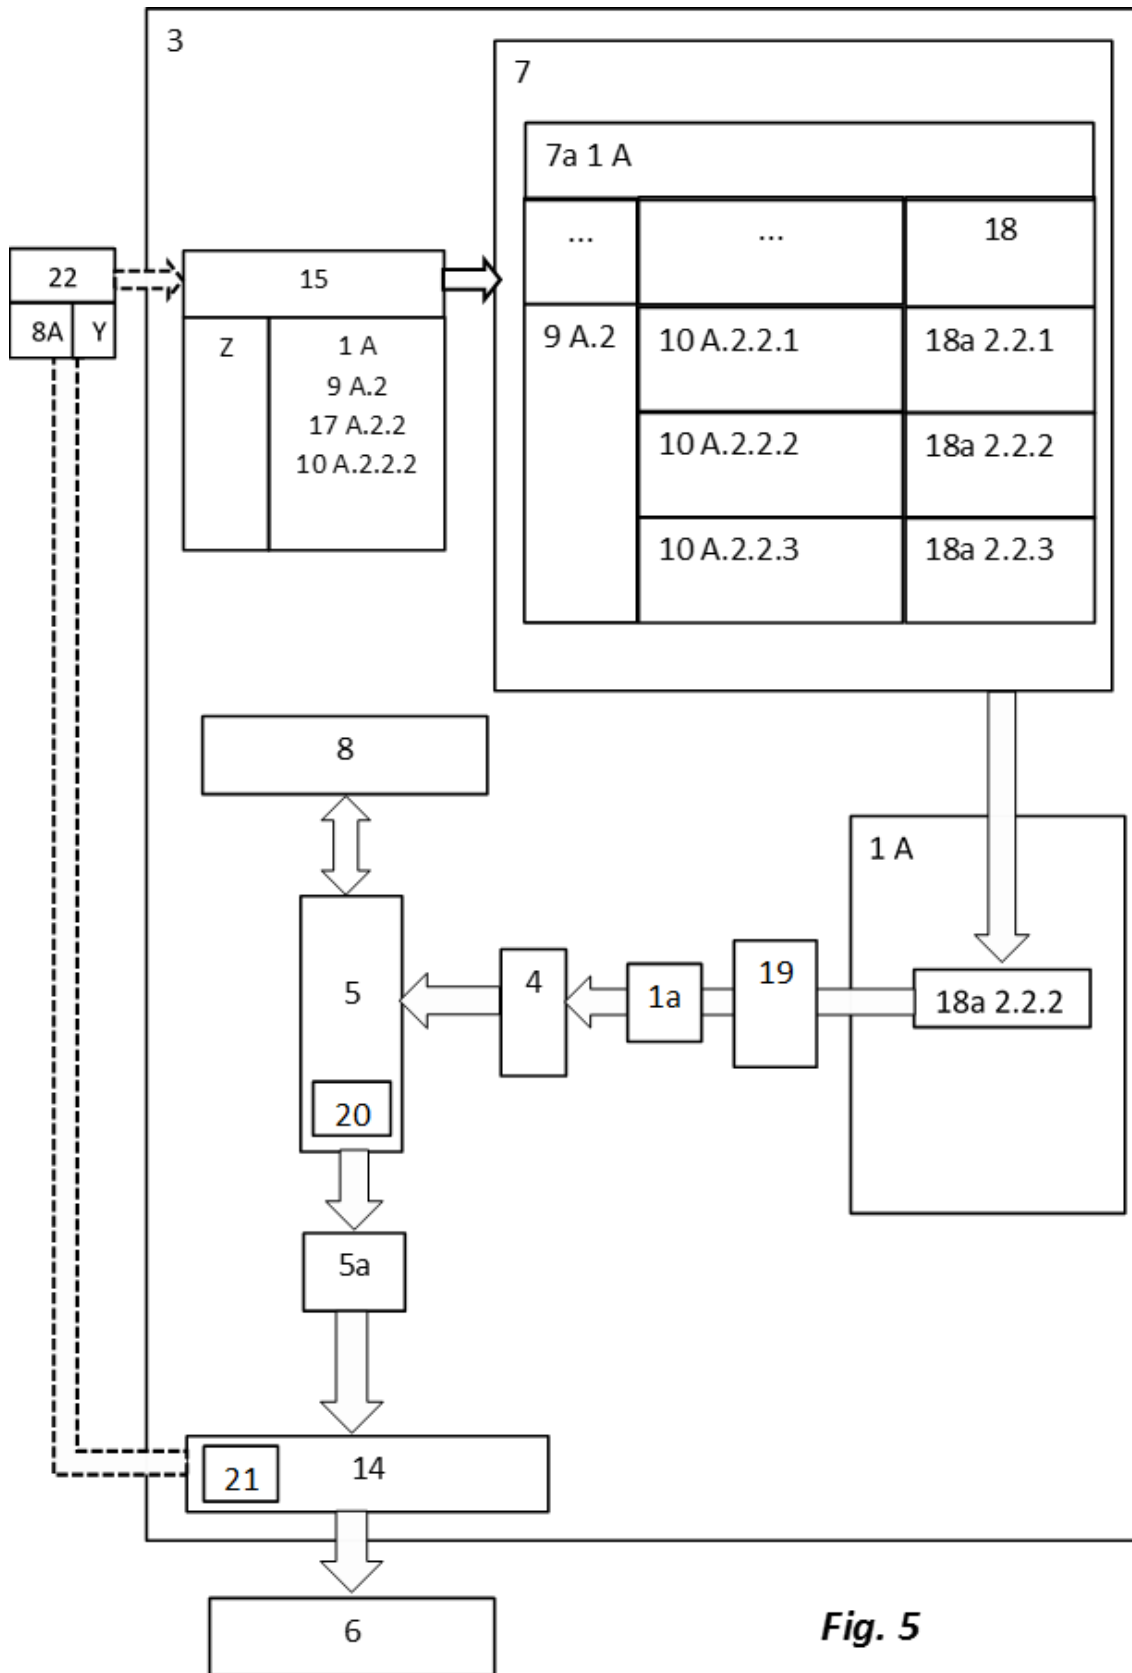 3
7
7a 1 A
... ... 18
22
15
8A Y
Z
1 A
9 A.2
17 A.2.2
10 A.2.2.2
9 A.2 10 A.2.2.1 18a 2.2.1
10 A.2.2.2 18a 2.2.2
10 A.2.2.3 18a 2.2.3
8
1 A
5
4
1a
19
18a 2.2.2
20
5a
21
14
6
Fig. 5